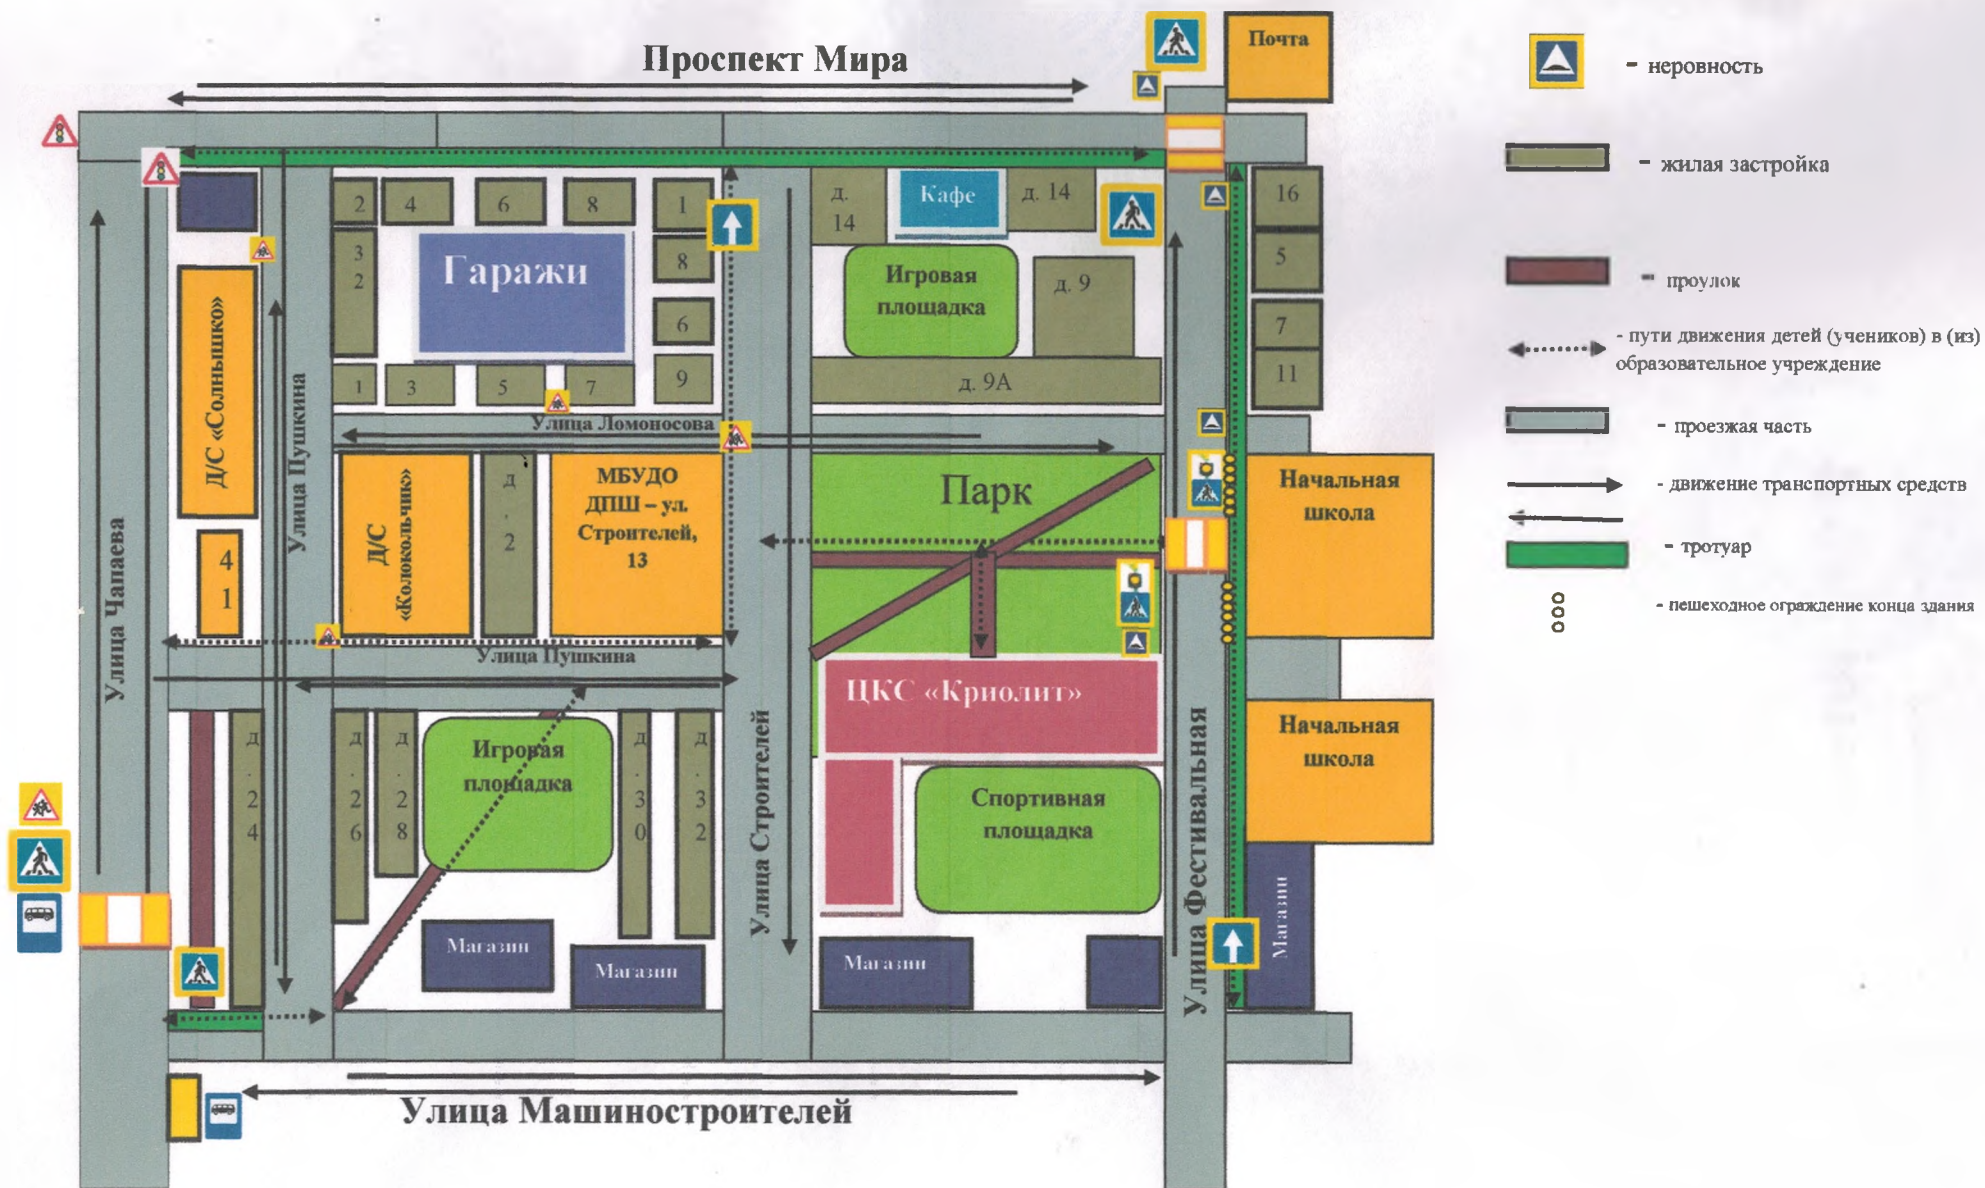 Проспект Мира
Почта
- неровность
- жилая застройка
- проулок
- пути движения детей (учеников) в (из)
образовательное учреждение
- проезжая часть
- движение транспортных средств
- тротуар
- пешеходное ограждение конца здания
2
4
6
8
1
3
2
Гаражи
8
6
9
1
3
5
7
д.
14
Кафе
д. 14
Игровая
площадка
д. 9
д. 9А
16
5
7
11
Д/С «Солнышко»
Улица Пушкина
Улица Ломоносова
Улица Чапаева
4
1
Д/С
«Колокольчик»
д
.
2
МБУДО
ДПШ – ул.
Строителей,
13
Парк
Начальная
школа
Улица Пушкина
ЦКС «Криолит»
Начальная
школа
д
.
2
4
д
.
2
6
д
.
2
8
Игровая
площадка
д
.
3
0
д
.
3
2
Улица Строителей
Спортивная
площадка
Улица Фестивальная
Магазин
Магазин
Магазин
Магазин
Улица Машиностроителей